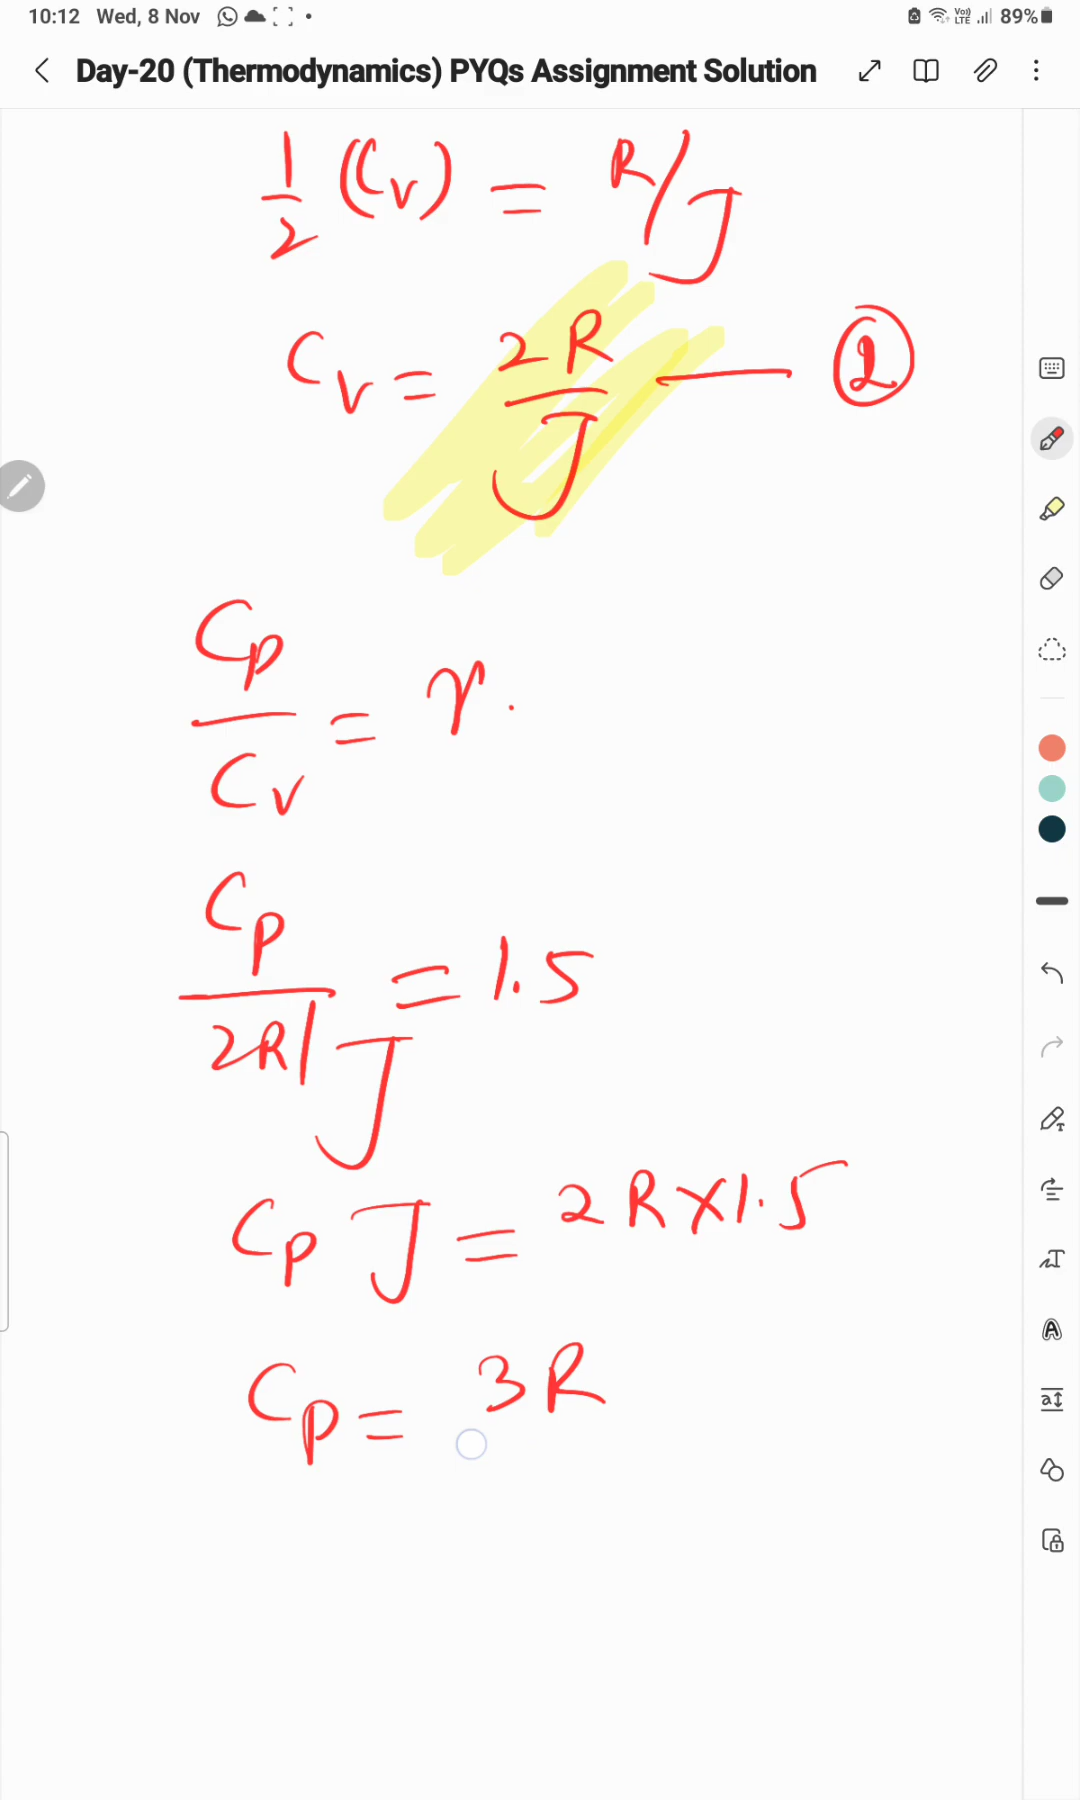 10:12 Wed, 8 Nov 89%
Day-20 (Thermodynamics) PYQs Assignment Solution
1/2 (Cv) = R/J
Cv = 2R/J — ②
Cp/Cv = γ.
Cp/(2R/J) = 1.5
Cp J = 2R×1.5
Cp = 3R